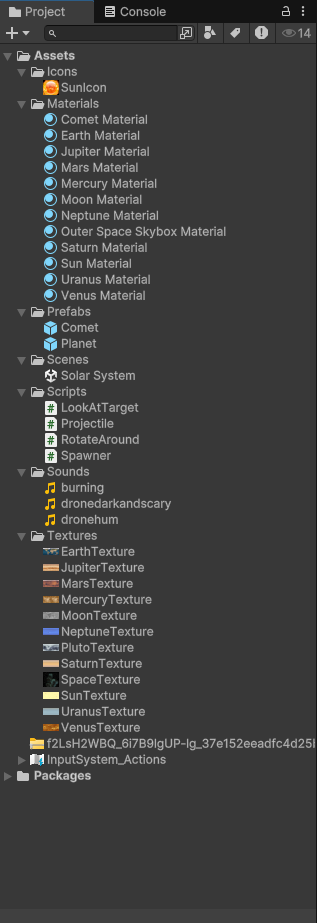 Project Console
14
Assets
Icons
SunIcon
Materials
Comet Material
Earth Material
Jupiter Material
Mars Material
Mercury Material
Moon Material
Neptune Material
Outer Space Skybox Material
Saturn Material
Sun Material
Uranus Material
Venus Material
Prefabs
Comet
Planet
Scenes
Solar System
Scripts
LookAtTarget
Projectile
RotateAround
Spawner
Sounds
burning
dronedarkandscary
dronehum
Textures
EarthTexture
JupiterTexture
MarsTexture
MercuryTexture
MoonTexture
NeptuneTexture
PlutoTexture
SaturnTexture
SpaceTexture
SunTexture
UranusTexture
VenusTexture
InputSystem_Actions
Packages